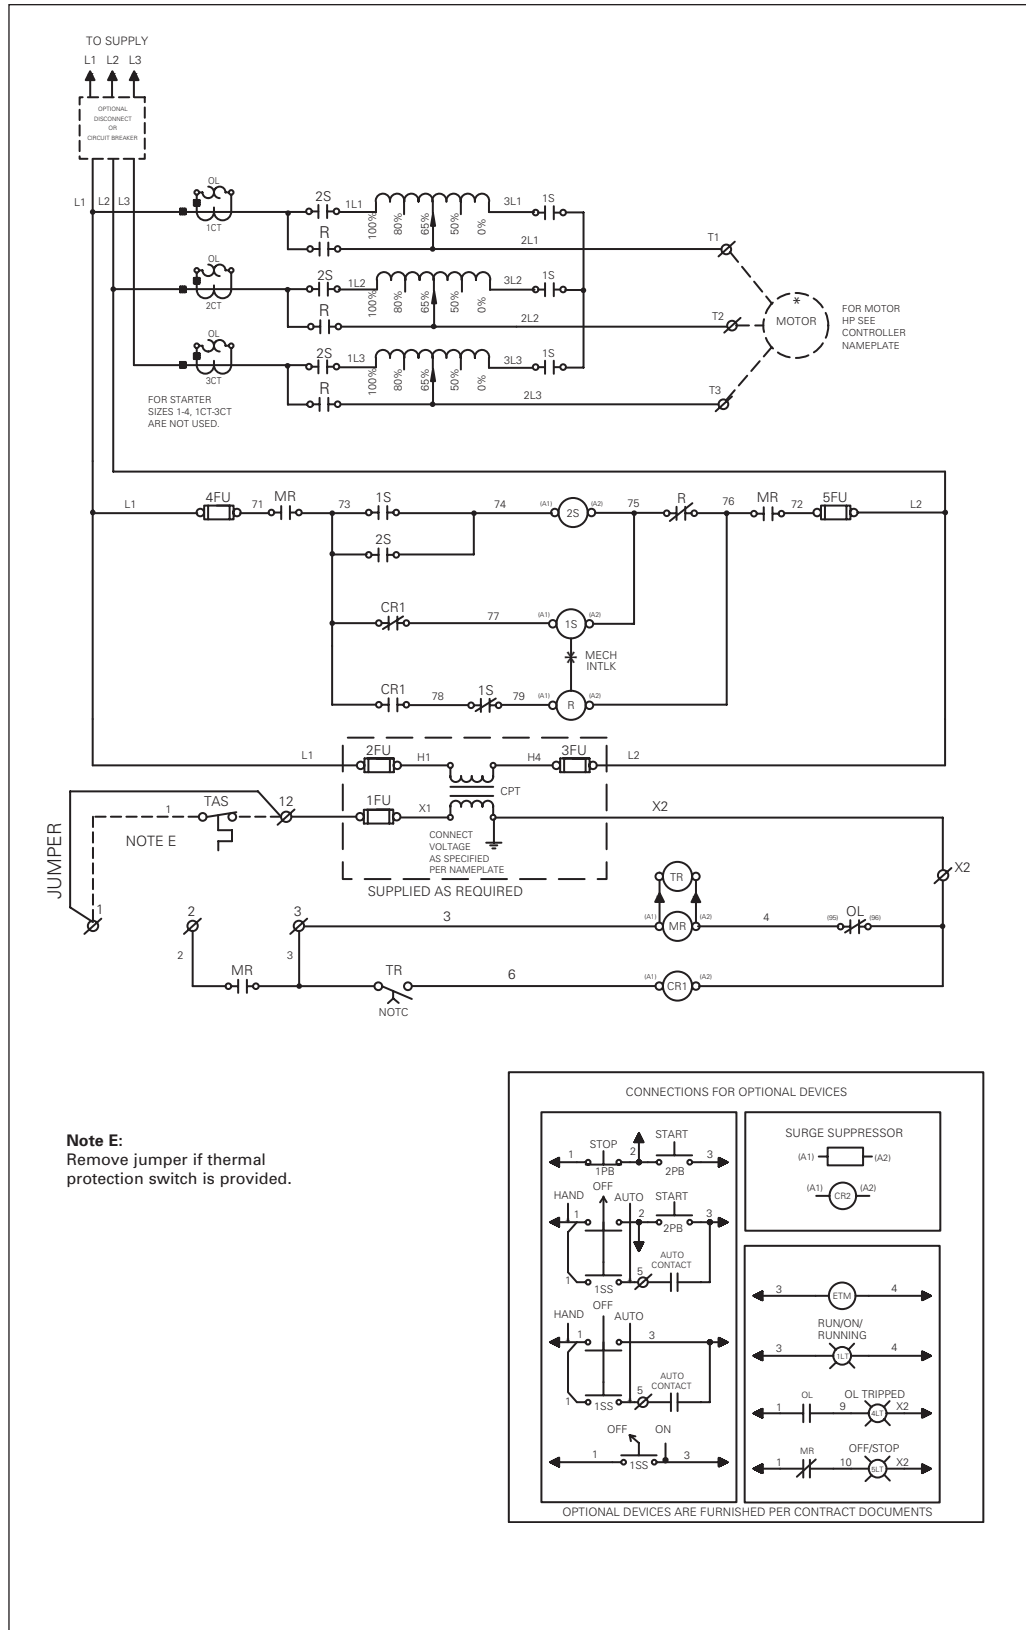 TO SUPPLY
L1 L2 L3
OPTIONAL
DISCONNECT
OR
CIRCUIT BREAKER
L1 L2 L3
OL
1CT
2S
R
1L1
100% 80% 65% 50% 0%
3L1
1S
2L1
T1
OL
2CT
2S
R
1L2
100% 80% 65% 50% 0%
3L2
1S
2L2
T2
*
MOTOR
FOR MOTOR
HP SEE
CONTROLLER
NAMEPLATE
OL
3CT
2S
R
1L3
100% 80% 65% 50% 0%
3L3
1S
2L3
T3
FOR STARTER
SIZES 1-4, 1CT-3CT
ARE NOT USED.
L1 4FU 71 MR 73 1S 74 (A1) 2S (A2) 75 R 76 MR 72 5FU L2
2S
CR1 77 (A1) 1S (A2)
MECH
INTLK
CR1 78 1S 79 (A1) R (A2)
L1 2FU H1 H4 3FU L2
CPT
1 TAS 12 1FU X1 X2
NOTE E
JUMPER
CONNECT
VOLTAGE
AS SPECIFIED
PER NAMEPLATE
SUPPLIED AS REQUIRED
X2
TR
1 2 3 3 (A1) MR (A2) 4 (95) OL (96)
2 3
MR TR 6 (A1) CR1 (A2)
NOTC
Note E:
Remove jumper if thermal
protection switch is provided.
CONNECTIONS FOR OPTIONAL DEVICES
STOP START
1 2 3
1PB 2PB
OFF
HAND AUTO START
1 2 3
2PB
AUTO
CONTACT
1 5
1SS
OFF
HAND AUTO
1 3
AUTO
CONTACT
1 5
1SS
OFF ON
1 3
1SS
SURGE SUPPRESSOR
(A1) (A2)
(A1) CR2 (A2)
3 ETM 4
RUN/ON/
RUNNING
3 1LT 4
OL OL TRIPPED
1 9 4LT X2
MR OFF/STOP
1 10 5LT X2
OPTIONAL DEVICES ARE FURNISHED PER CONTRACT DOCUMENTS